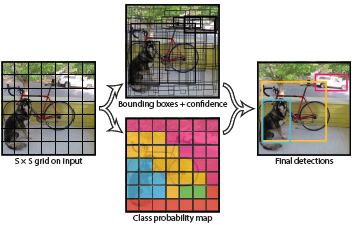 Bounding boxes + confidence
S × S grid on input
Final detections
Class probability map